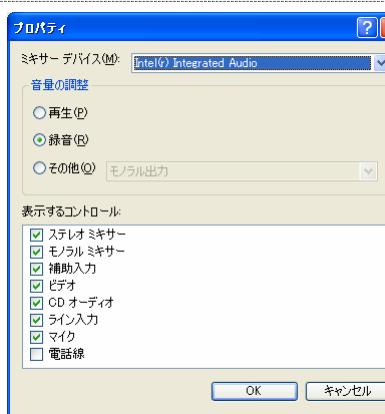 プロパティ
ミキサー デバイス(M): Intel(r) Integrated Audio
音量の調整
再生(P)
録音(R)
その他(O) モノラル出力
表示するコントロール:
ステレオ ミキサー
モノラル ミキサー
補助入力
ビデオ
CD オーディオ
ライン入力
マイク
電話線
OK キャンセル